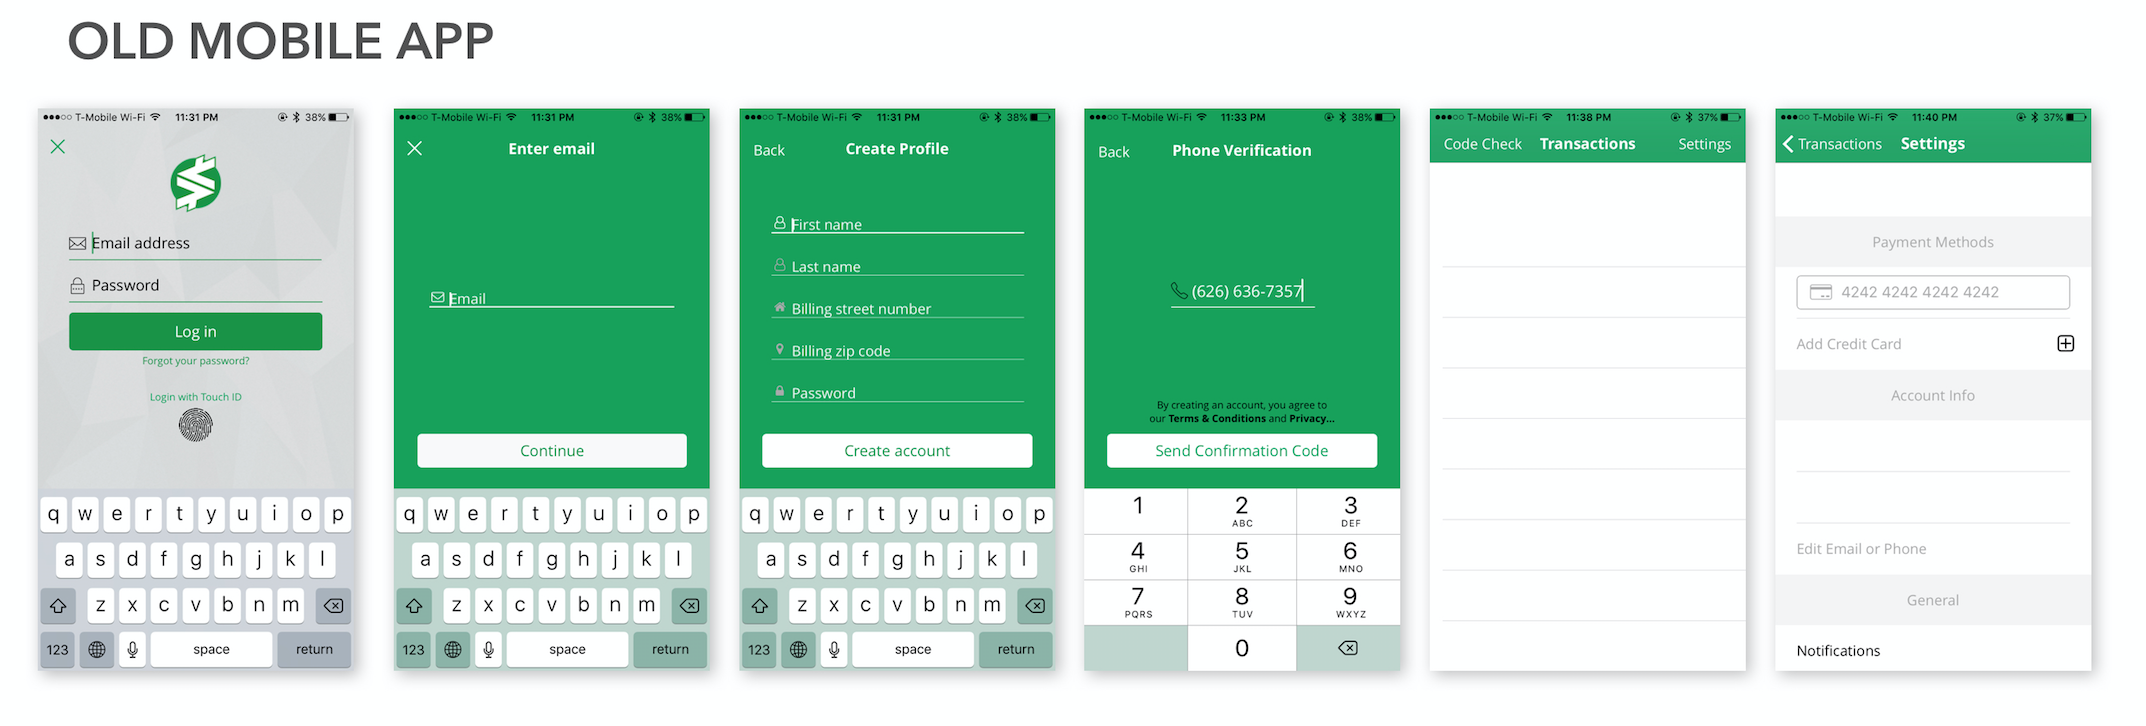 OLD MOBILE APP
T-Mobile Wi-Fi 11:31 PM 38%
Email address
Password
Log in
Forgot your password?
Login with Touch ID
q w e r t y u i o p
a s d f g h j k l
z x c v b n m
123 space return
T-Mobile Wi-Fi 11:31 PM 38%
Enter email
Email
Continue
q w e r t y u i o p
a s d f g h j k l
z x c v b n m
123 space return
T-Mobile Wi-Fi 11:31 PM 38%
Back Create Profile
First name
Last name
Billing street number
Billing zip code
Password
Create account
q w e r t y u i o p
a s d f g h j k l
z x c v b n m
123 space return
T-Mobile Wi-Fi 11:33 PM 38%
Back Phone Verification
(626) 636-7357
By creating an account, you agree to
our Terms & Conditions and Privacy...
Send Confirmation Code
1 2 3
ABC DEF
4 5 6
GHI JKL MNO
7 8 9
PQRS TUV WXYZ
0
T-Mobile Wi-Fi 11:38 PM 37%
Code Check Transactions Settings
T-Mobile Wi-Fi 11:40 PM 37%
Transactions Settings
Payment Methods
4242 4242 4242 4242
Add Credit Card
Account Info
Edit Email or Phone
General
Notifications